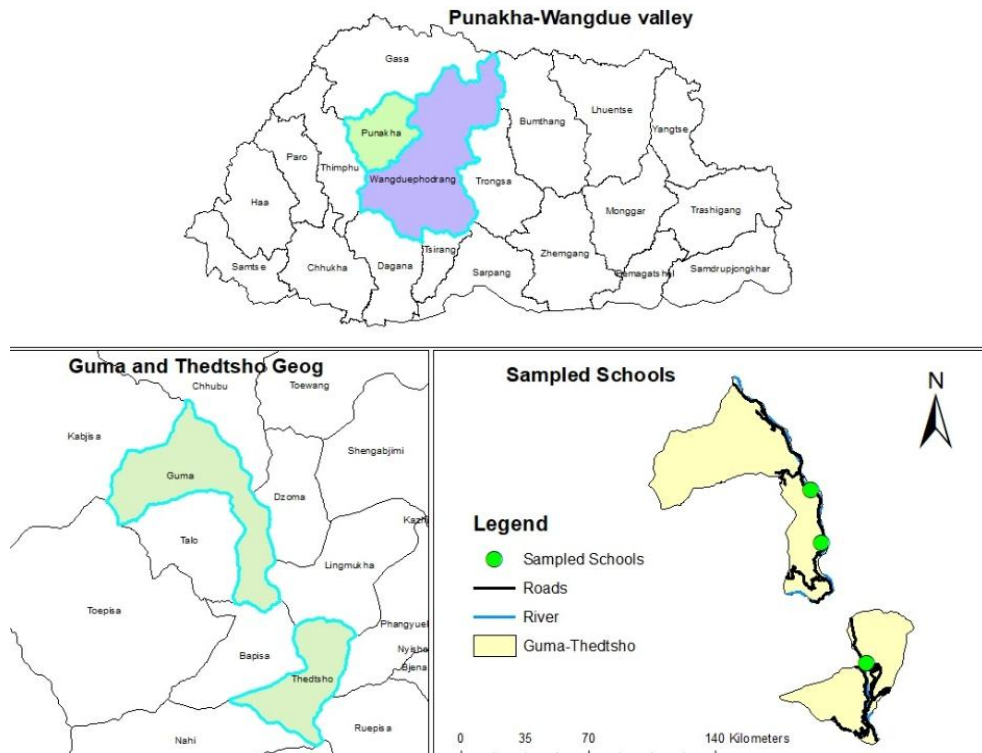 Punakha-Wangdue valley
Gasa
Lhuentse
Bumthang
Yangtse
Punakha
Paro
Thimphu
Wangduephodrang
Trongsa
Haa
Monggar
Trashigang
Tsirang
Zhemgang
Samtse
Chhukha
Dagana
Sarpang
Samdrupjongkhar
Guma and Thedtsho Geog
Chhubu
Toewang
Kabjisa
Shengabjimi
Guma
Dzoma
Talo
Lingmukha
Toepisa
Phangyuel
Bapisa
Thedtsho
Ruepisa
Nahi
Sampled Schools
N
Legend
Sampled Schools
Roads
River
Guma-Thedtsho
0 35 70 140 Kilometers